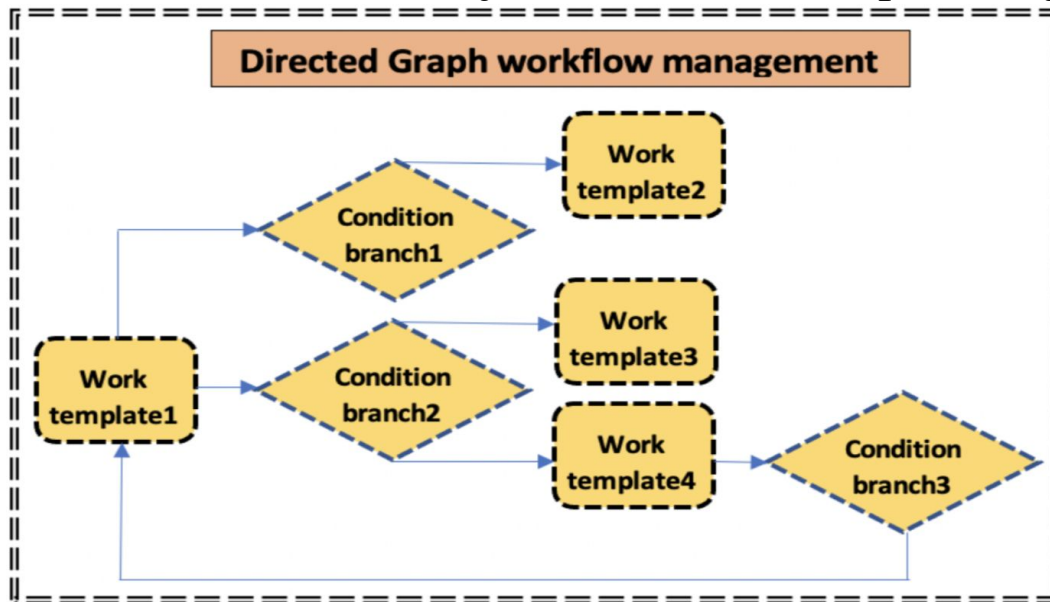 Directed Graph workflow management
Work
template2
Condition
branch1
Work
template3
Work
template1
Condition
branch2
Work
template4
Condition
branch3